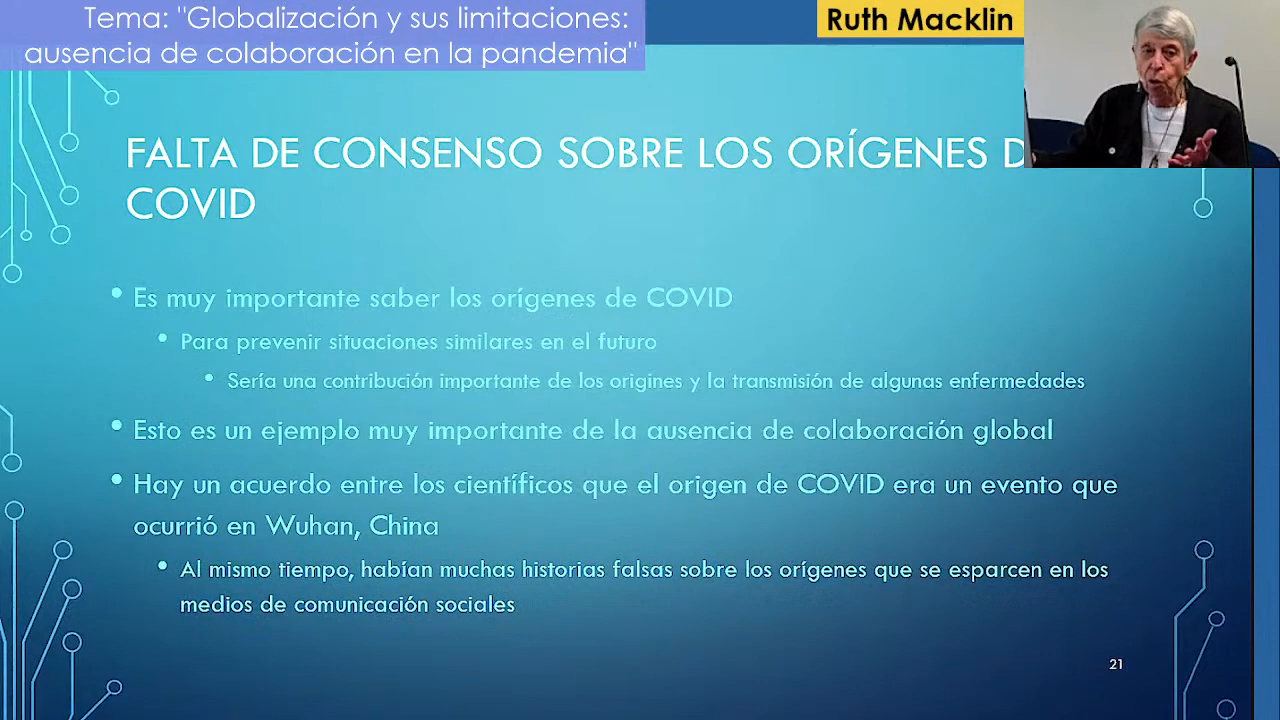 Tema: "Globalización y sus limitaciones:
ausencia de colaboración en la pandemia"
Ruth Macklin
FALTA DE CONSENSO SOBRE LOS ORÍGENES
COVID
• Es muy importante saber los orígenes de COVID
• Para prevenir situaciones similares en el futuro
• Sería una contribución importante de los origines y la transmisión de algunas enfermedades
• Esto es un ejemplo muy importante de la ausencia de colaboración global
• Hay un acuerdo entre los científicos que el origen de COVID era un evento que
ocurrió en Wuhan, China
• Al mismo tiempo, habían muchas historias falsas sobre los orígenes que se esparcen en los
medios de comunicación sociales
21